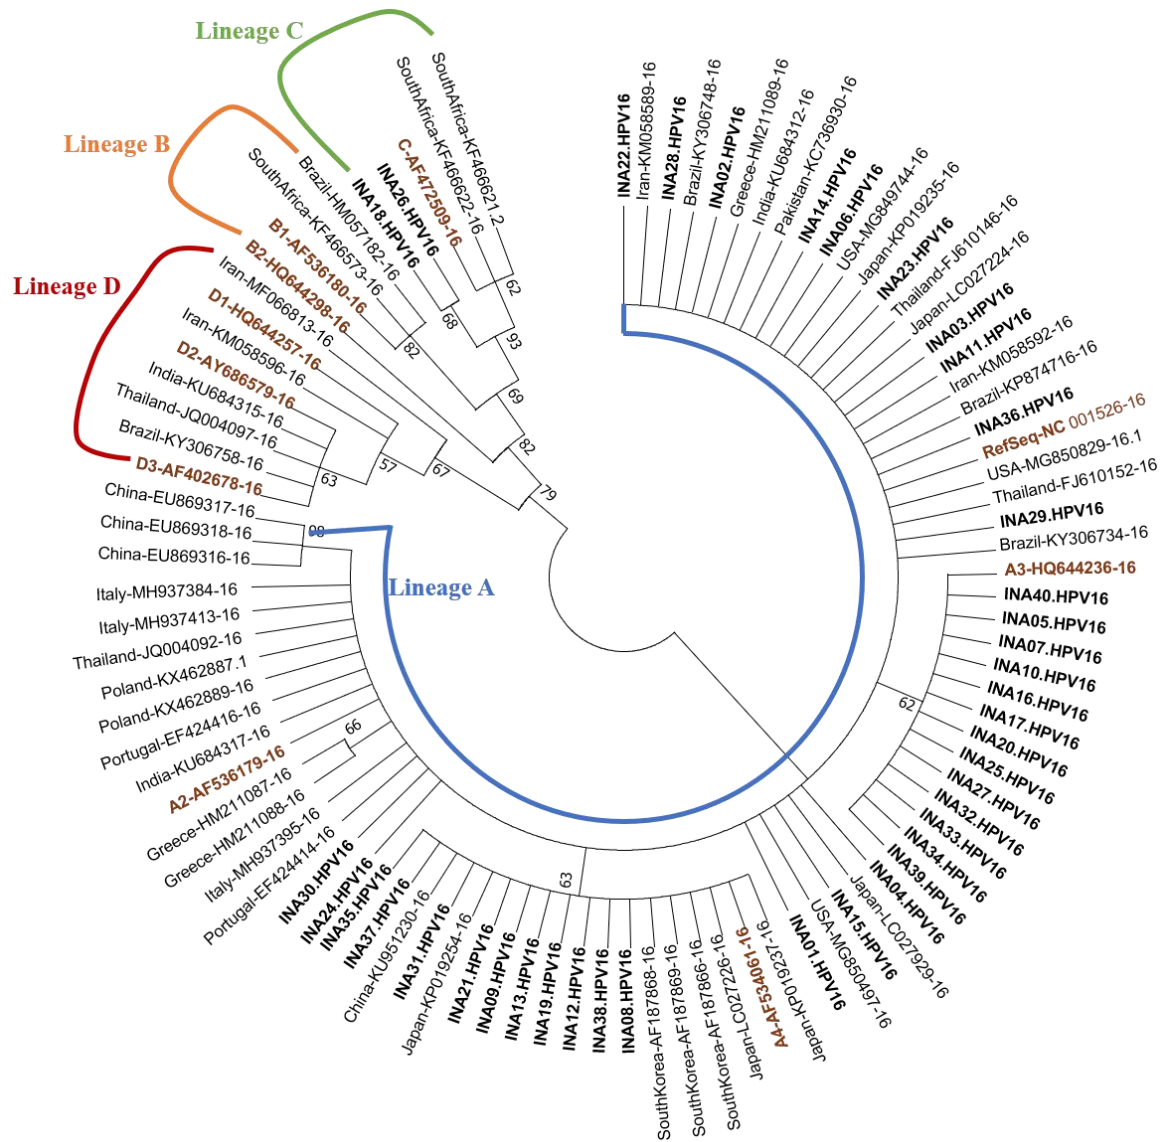 Lineage C
Lineage B
Lineage D
Lineage A
INA22.HPV16
Iran-KM058589-16
INA28.HPV16
Brazil-KY306748-16
INA02.HPV16
Greece-HM211089-16
India-KU684312-16
Pakistan-KC736930-16
INA14.HPV16
INA06.HPV16
USA-MG849744-16
Japan-KP019235-16
INA23.HPV16
Thailand-FJ610146-16
Japan-LC027224-16
INA03.HPV16
INA11.HPV16
Iran-KM058592-16
Brazil-KP874716-16
INA36.HPV16
RefSeq-NC 001526-16
USA-MG850829-16.1
Thailand-FJ610152-16
INA29.HPV16
Brazil-KY306734-16
A3-HQ644236-16
INA40.HPV16
INA05.HPV16
INA07.HPV16
INA10.HPV16
INA16.HPV16
INA17.HPV16
INA20.HPV16
INA25.HPV16
INA27.HPV16
INA32.HPV16
INA33.HPV16
INA34.HPV16
INA39.HPV16
INA04.HPV16
Japan-LC027929-16
INA15.HPV16
USA-MG850497-16
INA01.HPV16
Japan-KP019237-16
A4-AF534061-16
Japan-LC027226-16
SouthKorea-AF187866-16
SouthKorea-AF187869-16
SouthKorea-AF187868-16
INA08.HPV16
INA38.HPV16
INA12.HPV16
INA19.HPV16
INA13.HPV16
INA09.HPV16
INA21.HPV16
Japan-KP019254-16
INA31.HPV16
China-KU951230-16
INA37.HPV16
INA35.HPV16
INA24.HPV16
INA30.HPV16
Portugal-EF424414-16
Italy-MH937395-16
Greece-HM211088-16
Greece-HM211087-16
A2-AF536179-16
India-KU684317-16
Portugal-EF424416-16
Poland-KX462889-16
Poland-KX462887.1
Thailand-JQ004092-16
Italy-MH937413-16
Italy-MH937384-16
China-EU869316-16
China-EU869318-16
China-EU869317-16
D3-AF402678-16
Brazil-KY306758-16
Thailand-JQ004097-16
India-KU684315-16
D2-AY686579-16
Iran-KM058596-16
D1-HQ644257-16
Iran-MF066813-16
B2-HQ644298-16
B1-AF536180-16
SouthAfrica-KF466573-16
Brazil-HM057182-16
INA18.HPV16
INA26.HPV16
C-AF472509-16
SouthAfrica-KF466622-16
SouthAfrica-KF466621.2
62
68
93
82
69
82
79
67
57
63
98
66
63
62